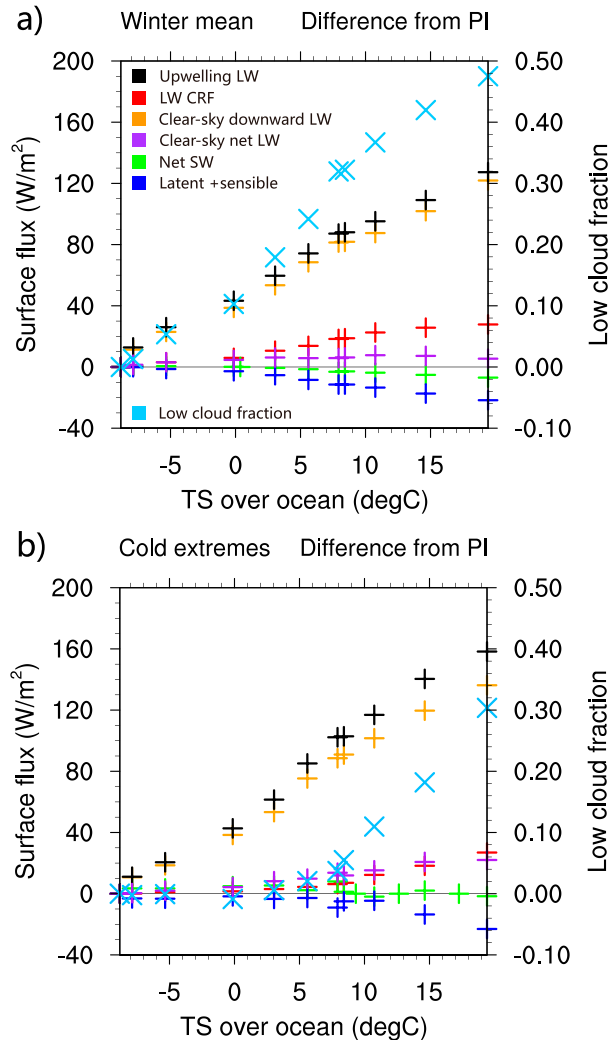 a)
Winter mean Difference from PI
200 0.50
160 0.40
120 0.30
80 0.20
40 0.10
0 0.00
-40 -0.10
Surface flux (W/m²)
Low cloud fraction
Upwelling LW
LW CRF
Clear-sky downward LW
Clear-sky net LW
Net SW
Latent +sensible
Low cloud fraction
-5 0 5 10 15
TS over ocean (degC)
b)
Cold extremes Difference from PI
200 0.50
160 0.40
120 0.30
80 0.20
40 0.10
0 0.00
-40 -0.10
Surface flux (W/m²)
Low cloud fraction
-5 0 5 10 15
TS over ocean (degC)